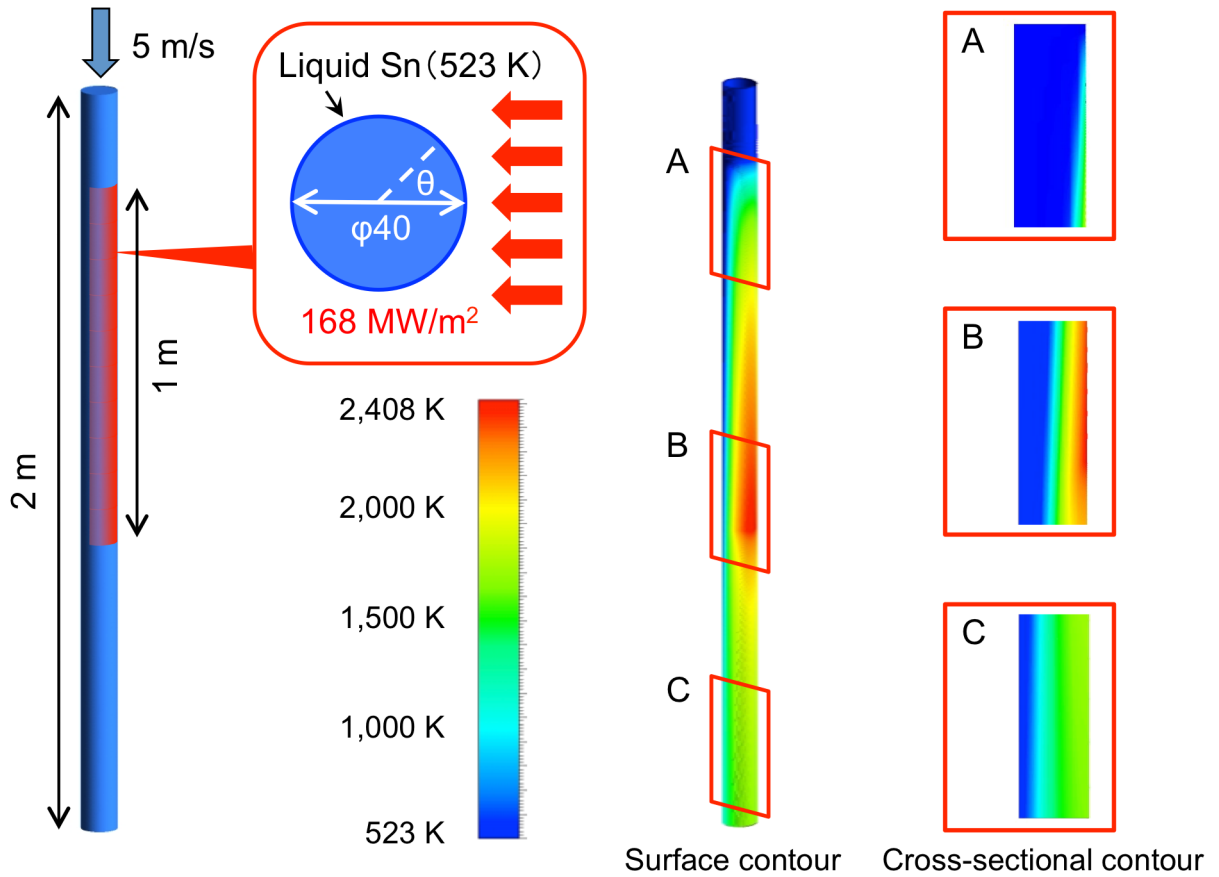 5 m/s
2 m
1 m
Liquid Sn（523 K）
θ
φ40
168 MW/m²
2,408 K
2,000 K
1,500 K
1,000 K
523 K
A
B
C
Surface contour
A
B
C
Cross-sectional contour